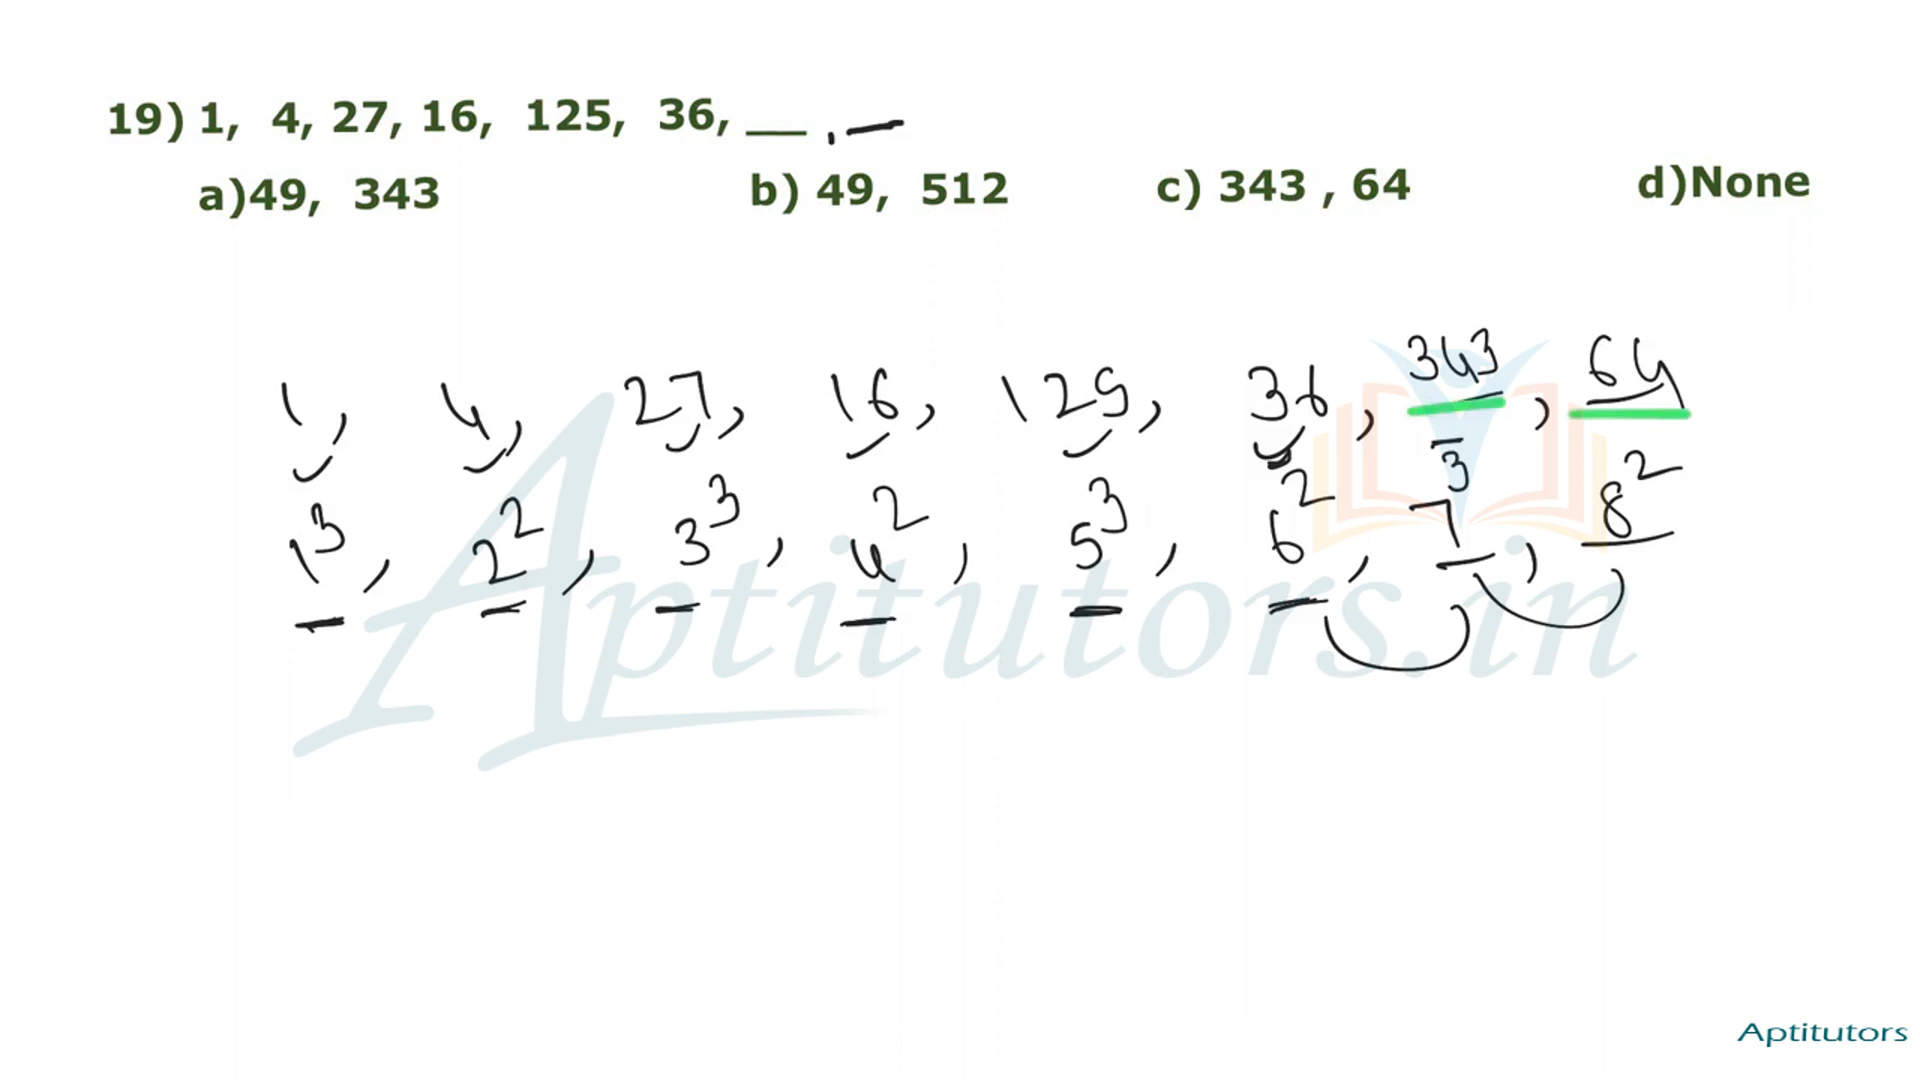 19) 1, 4, 27, 16, 125, 36, __ , _
a)49, 343 b) 49, 512 c) 343 , 64 d)None
1, 4, 27, 16, 125, 36, 343, 64
1³, 2², 3³, 4², 5³, 6², 7³, 8²
Aptitutors.in
Aptitutors